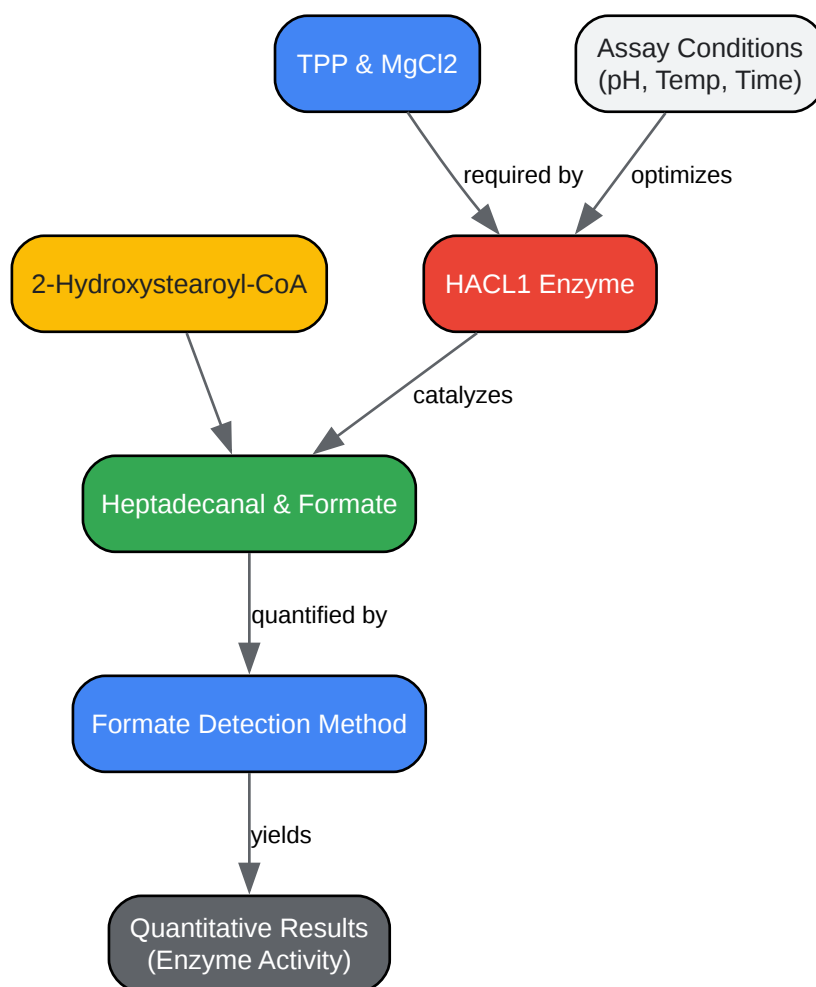 TPP & MgCl2
Assay Conditions
(pH, Temp, Time)
required by
optimizes
2-Hydroxystearoyl-CoA
HACL1 Enzyme
catalyzes
Heptadecanal & Formate
quantified by
Formate Detection Method
yields
Quantitative Results
(Enzyme Activity)